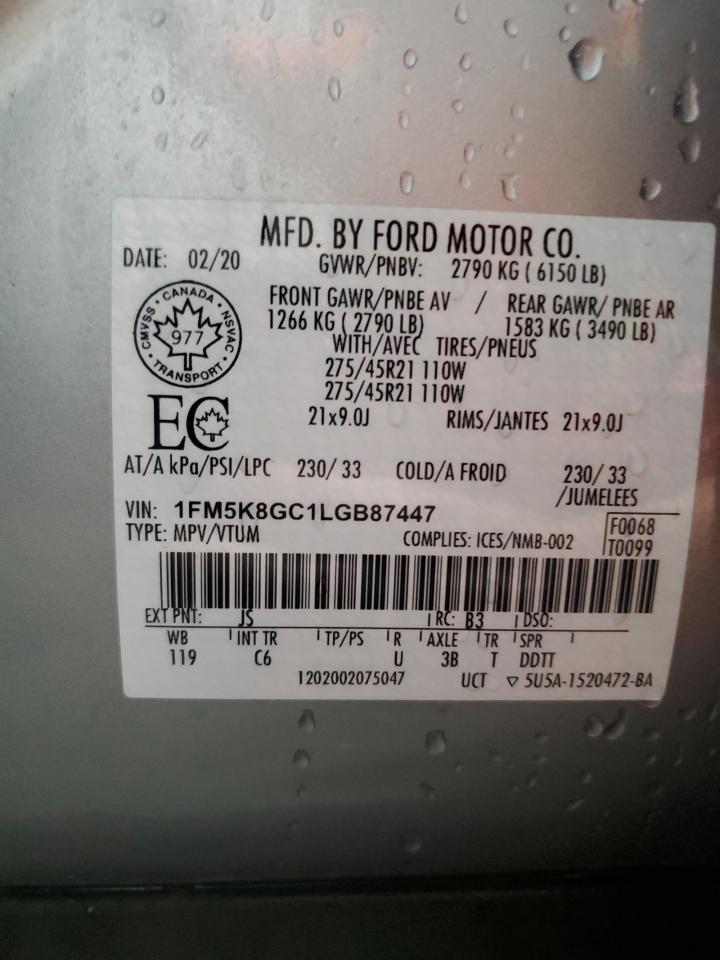 MFD. BY FORD MOTOR CO.
DATE: 02/20
GVWR/PNBV: 2790 KG ( 6150 LB)
FRONT GAWR/PNBE AV / REAR GAWR/ PNBE AR
1266 KG ( 2790 LB) 1583 KG ( 3490 LB)
WITH/AVEC TIRES/PNEUS
275/45R21 110W
275/45R21 110W
21x9.0J RIMS/JANTES 21x9.0J
CANADA
CMVSS · NSVAC
977
TRANSPORT
EC
AT/A kPa/PSI/LPC 230/ 33 COLD/A FROID 230/ 33
/JUMELEES
VIN: 1FM5K8GC1LGB87447
F0068
TYPE: MPV/VTUM COMPLIES: ICES/NMB-002 T0099
EXT PNT: JS RC: B3 DSO:
WB INT TR TP/PS R AXLE TR SPR
119 C6 U 3B T DDTT
1202002075047 UCT ▽ 5U5A-1520472-BA